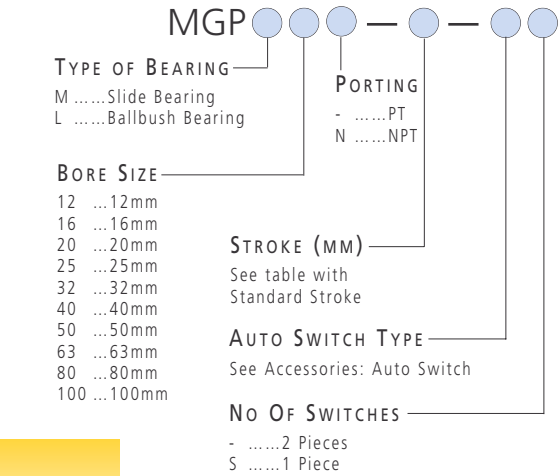 MGP — —
TYPE OF BEARING
M ......Slide Bearing
L ......Ballbush Bearing
PORTING
- ......PT
N ......NPT
BORE SIZE
12 ...12mm
16 ...16mm
20 ...20mm
25 ...25mm
32 ...32mm
40 ...40mm
50 ...50mm
63 ...63mm
80 ...80mm
100 ...100mm
STROKE (MM)
See table with
Standard Stroke
AUTO SWITCH TYPE
See Accessories: Auto Switch
NO OF SWITCHES
- ......2 Pieces
S ......1 Piece